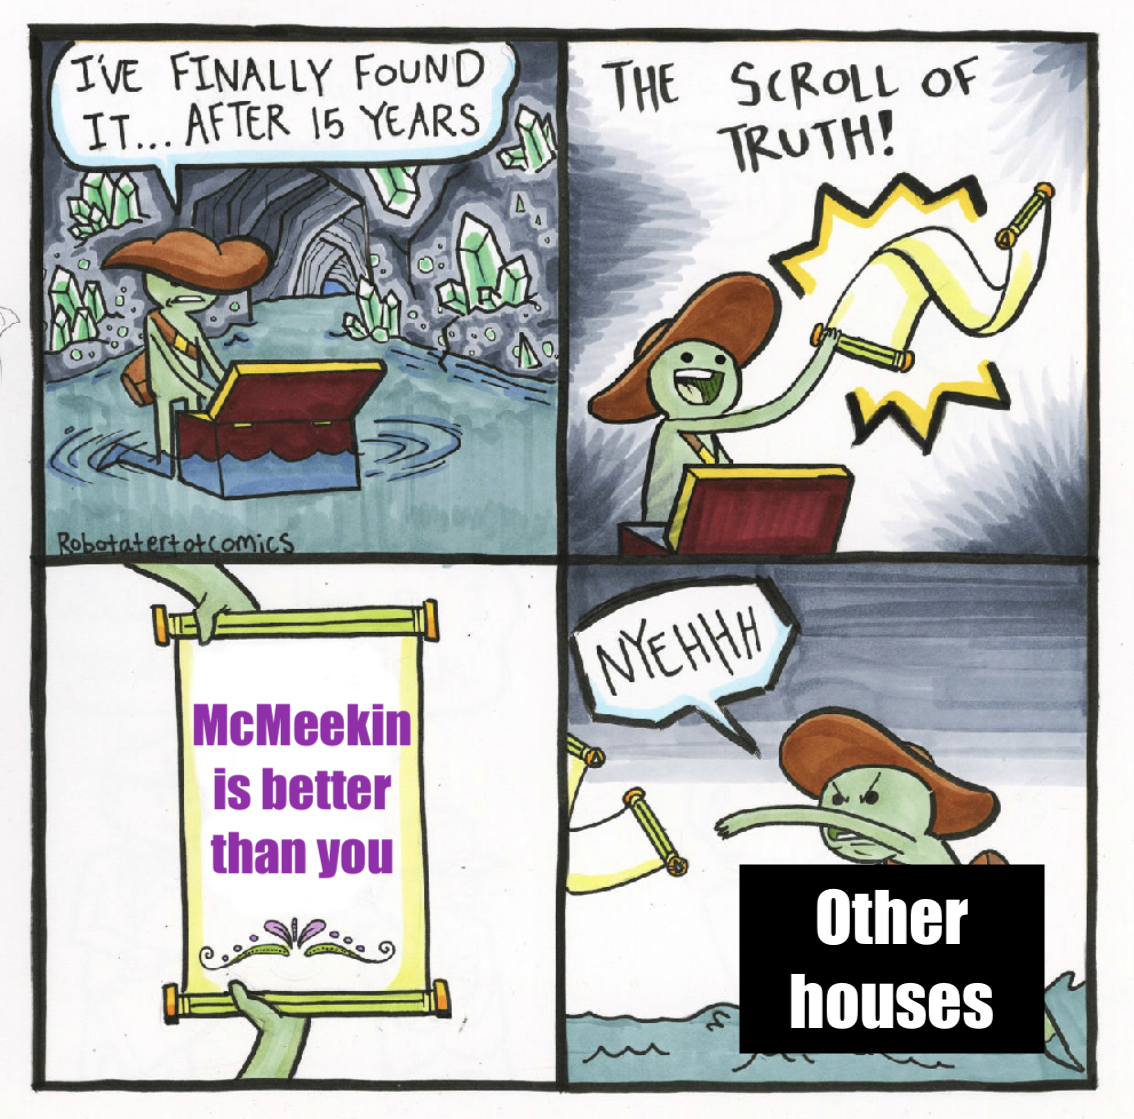 I'VE FINALLY FOUND
IT... AFTER 15 YEARS
THE SCROLL OF
TRUTH!
Robotatertotcomics
McMeekin
is better
than you
NYEHHH
Other
houses